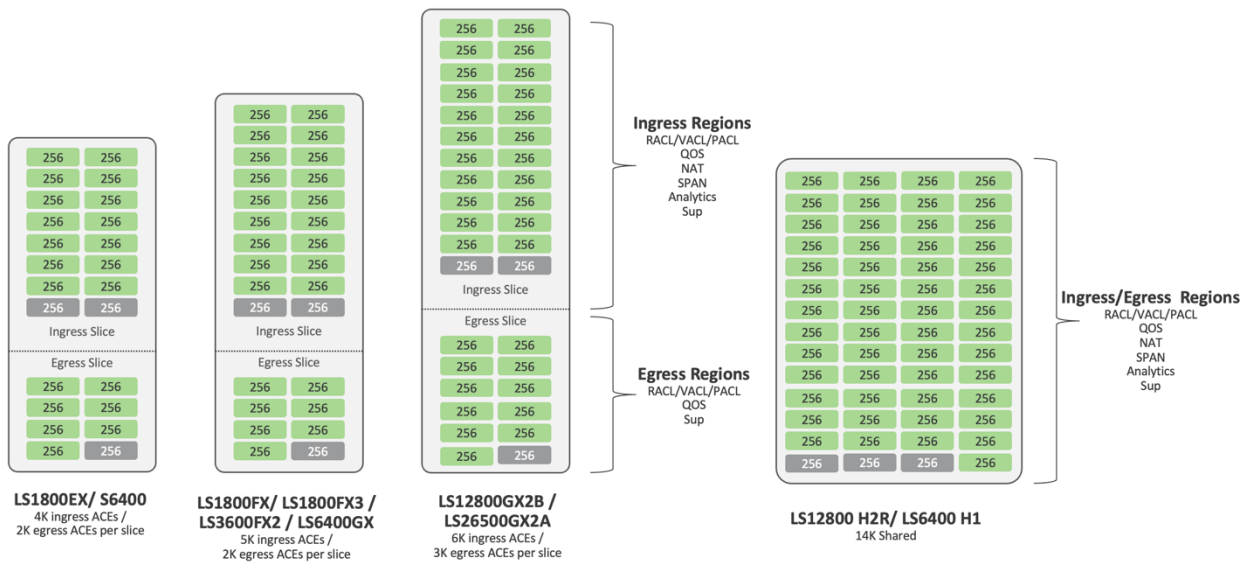 256 256
256 256
256 256
256 256
256 256
256 256
256 256
256 256
Ingress Slice
Egress Slice
256 256
256 256
256 256
256 256
LS1800EX/ S6400
4K ingress ACEs /
2K egress ACEs per slice
256 256
256 256
256 256
256 256
256 256
256 256
256 256
256 256
256 256
256 256
Ingress Slice
Egress Slice
256 256
256 256
256 256
256 256
LS1800FX/ LS1800FX3 /
LS3600FX2 / LS6400GX
5K ingress ACEs /
2K egress ACEs per slice
256 256
256 256
256 256
256 256
256 256
256 256
256 256
256 256
256 256
256 256
256 256
256 256
Ingress Slice
Egress Slice
256 256
256 256
256 256
256 256
256 256
256 256
LS12800GX2B /
LS26500GX2A
6K ingress ACEs /
3K egress ACEs per slice
Ingress Regions
RACL/VACL/PACL
QOS
NAT
SPAN
Analytics
Sup
Egress Regions
RACL/VACL/PACL
QOS
Sup
256 256 256 256
256 256 256 256
256 256 256 256
256 256 256 256
256 256 256 256
256 256 256 256
256 256 256 256
256 256 256 256
256 256 256 256
256 256 256 256
256 256 256 256
256 256 256 256
256 256 256 256
256 256 256 256
LS12800 H2R/ LS6400 H1
14K Shared
Ingress/Egress Regions
RACL/VACL/PACL
QOS
NAT
SPAN
Analytics
Sup